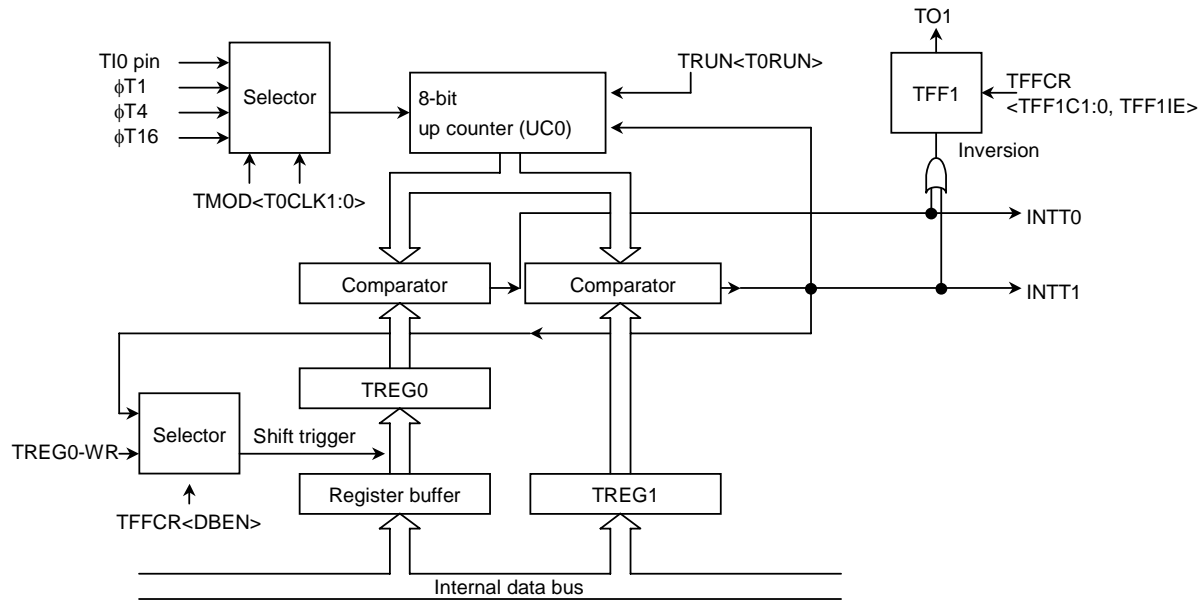 TO1
TI0 pin
ϕT1
ϕT4
ϕT16
Selector
8-bit
up counter (UC0)
TRUN<T0RUN>
TFF1
TFFCR
<TFF1C1:0, TFF1IE>
Inversion
TMOD<T0CLK1:0>
INTT0
Comparator
Comparator
INTT1
TREG0
TREG0-WR
Selector
Shift trigger
Register buffer
TREG1
TFFCR<DBEN>
Internal data bus